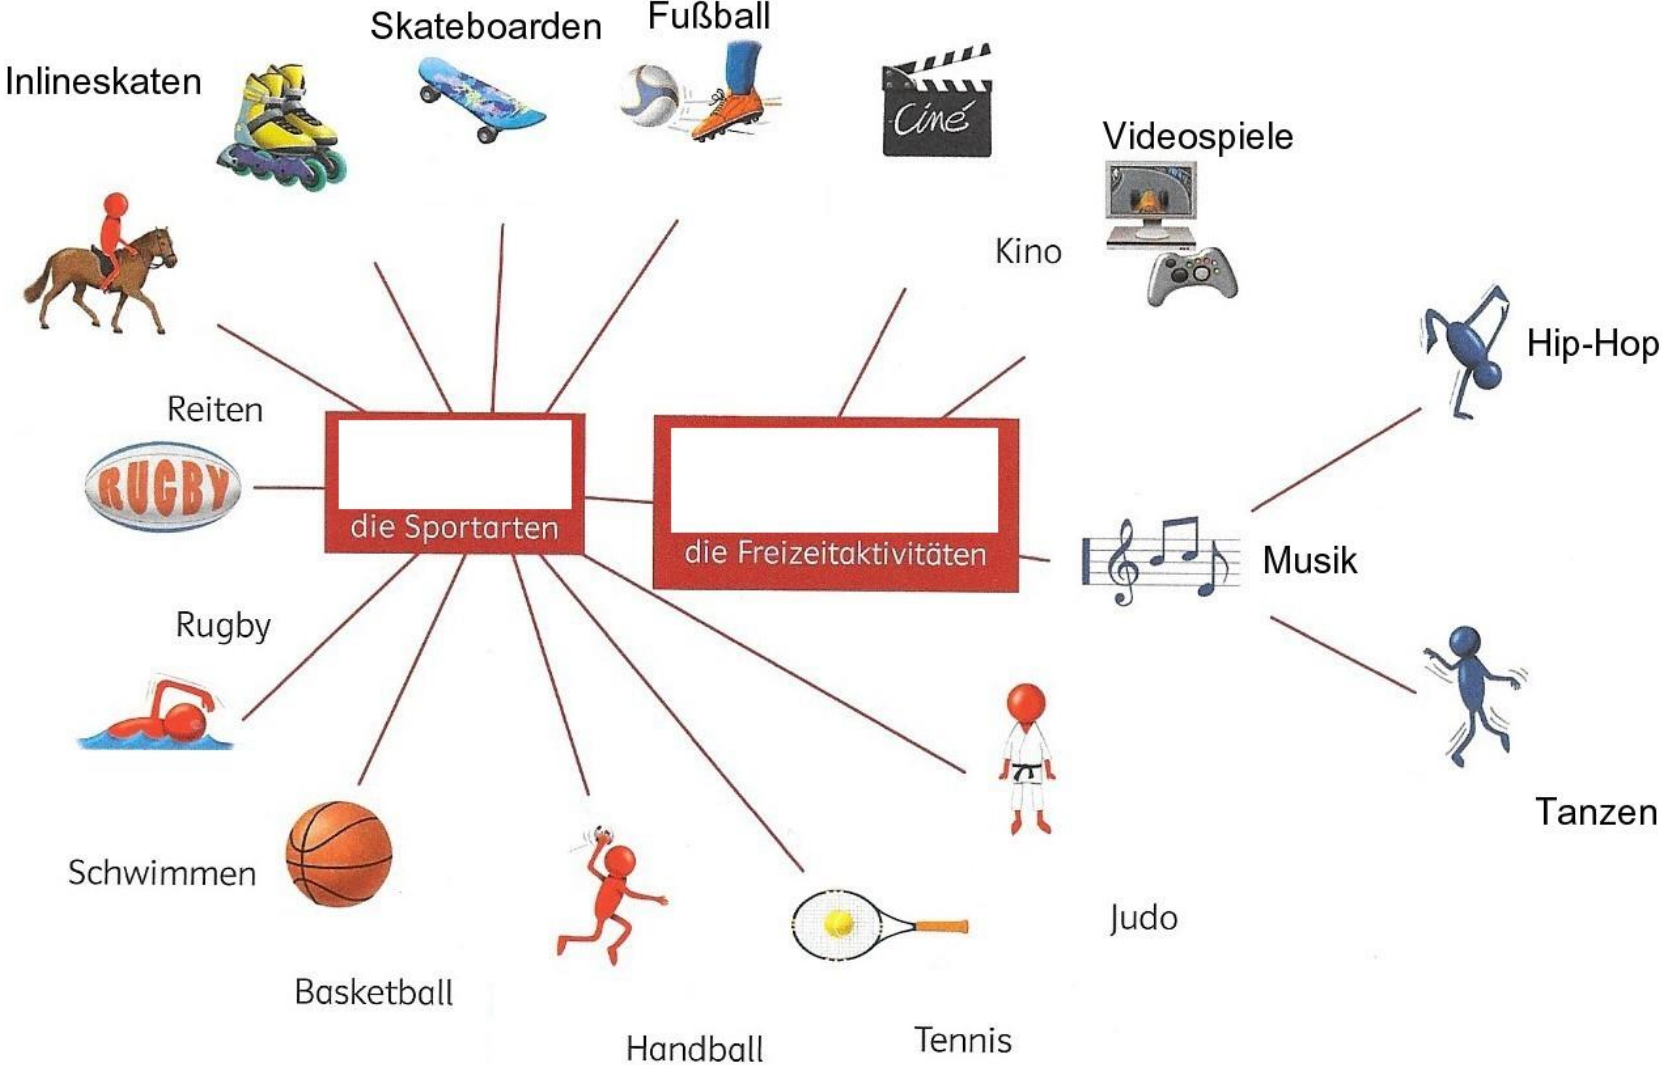 Skateboarden
Fußball
Inlineskaten
Ciné
Videospiele
Kino
Hip-Hop
Reiten
RUGBY
die Sportarten
die Freizeitaktivitäten
Musik
Rugby
Tanzen
Schwimmen
Judo
Basketball
Handball
Tennis